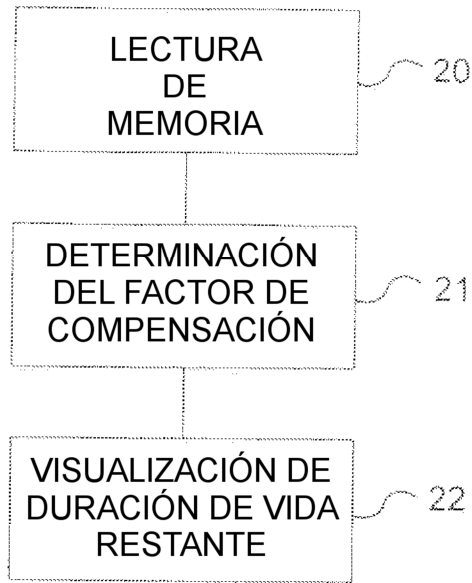 LECTURA
DE
MEMORIA
20
DETERMINACIÓN
DEL FACTOR DE
COMPENSACIÓN
21
VISUALIZACIÓN DE
DURACIÓN DE VIDA
RESTANTE
22